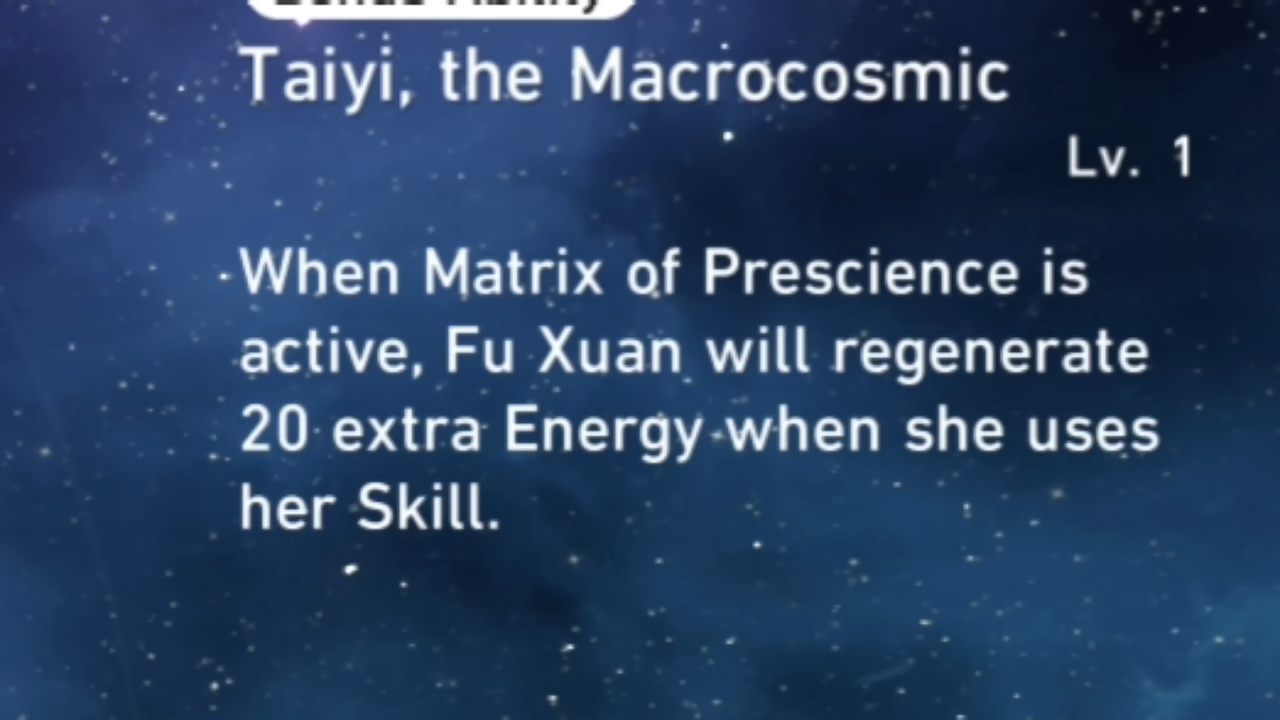 Taiyi, the Macrocosmic
Lv. 1
When Matrix of Prescience is
active, Fu Xuan will regenerate
20 extra Energy when she uses
her Skill.